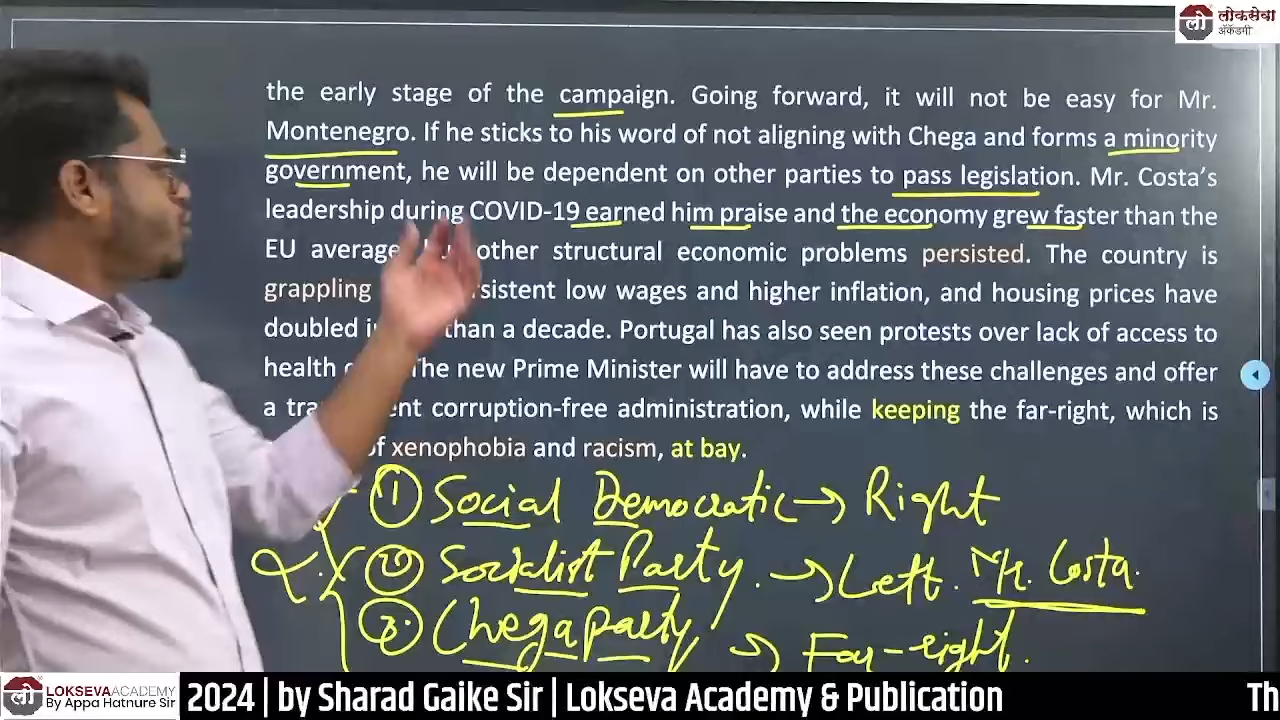 लोकसेवा
अ‍ॅकॅडमी
लो
the early stage of the campaign. Going forward, it will not be easy for Mr.
Montenegro. If he sticks to his word of not aligning with Chega and forms a minority
government, he will be dependent on other parties to pass legislation. Mr. Costa’s
leadership during COVID-19 earned him praise and the economy grew faster than the
EU average other structural economic problems persisted. The country is
grappling low wages and higher inflation, and housing prices have
doubled than a decade. Portugal has also seen protests over lack of access to
health The new Prime Minister will have to address these challenges and offer
a corruption-free administration, while keeping the far-right, which is
of xenophobia and racism, at bay.
① Social Democratic → Right
② Socialist Party. → Left. Mr. Costa.
③ Chega party → Far-right.
लो
LOKSEVA ACADEMY
By Appa Hatnure Sir
2024 | by Sharad Gaike Sir | Lokseva Academy & Publication Th